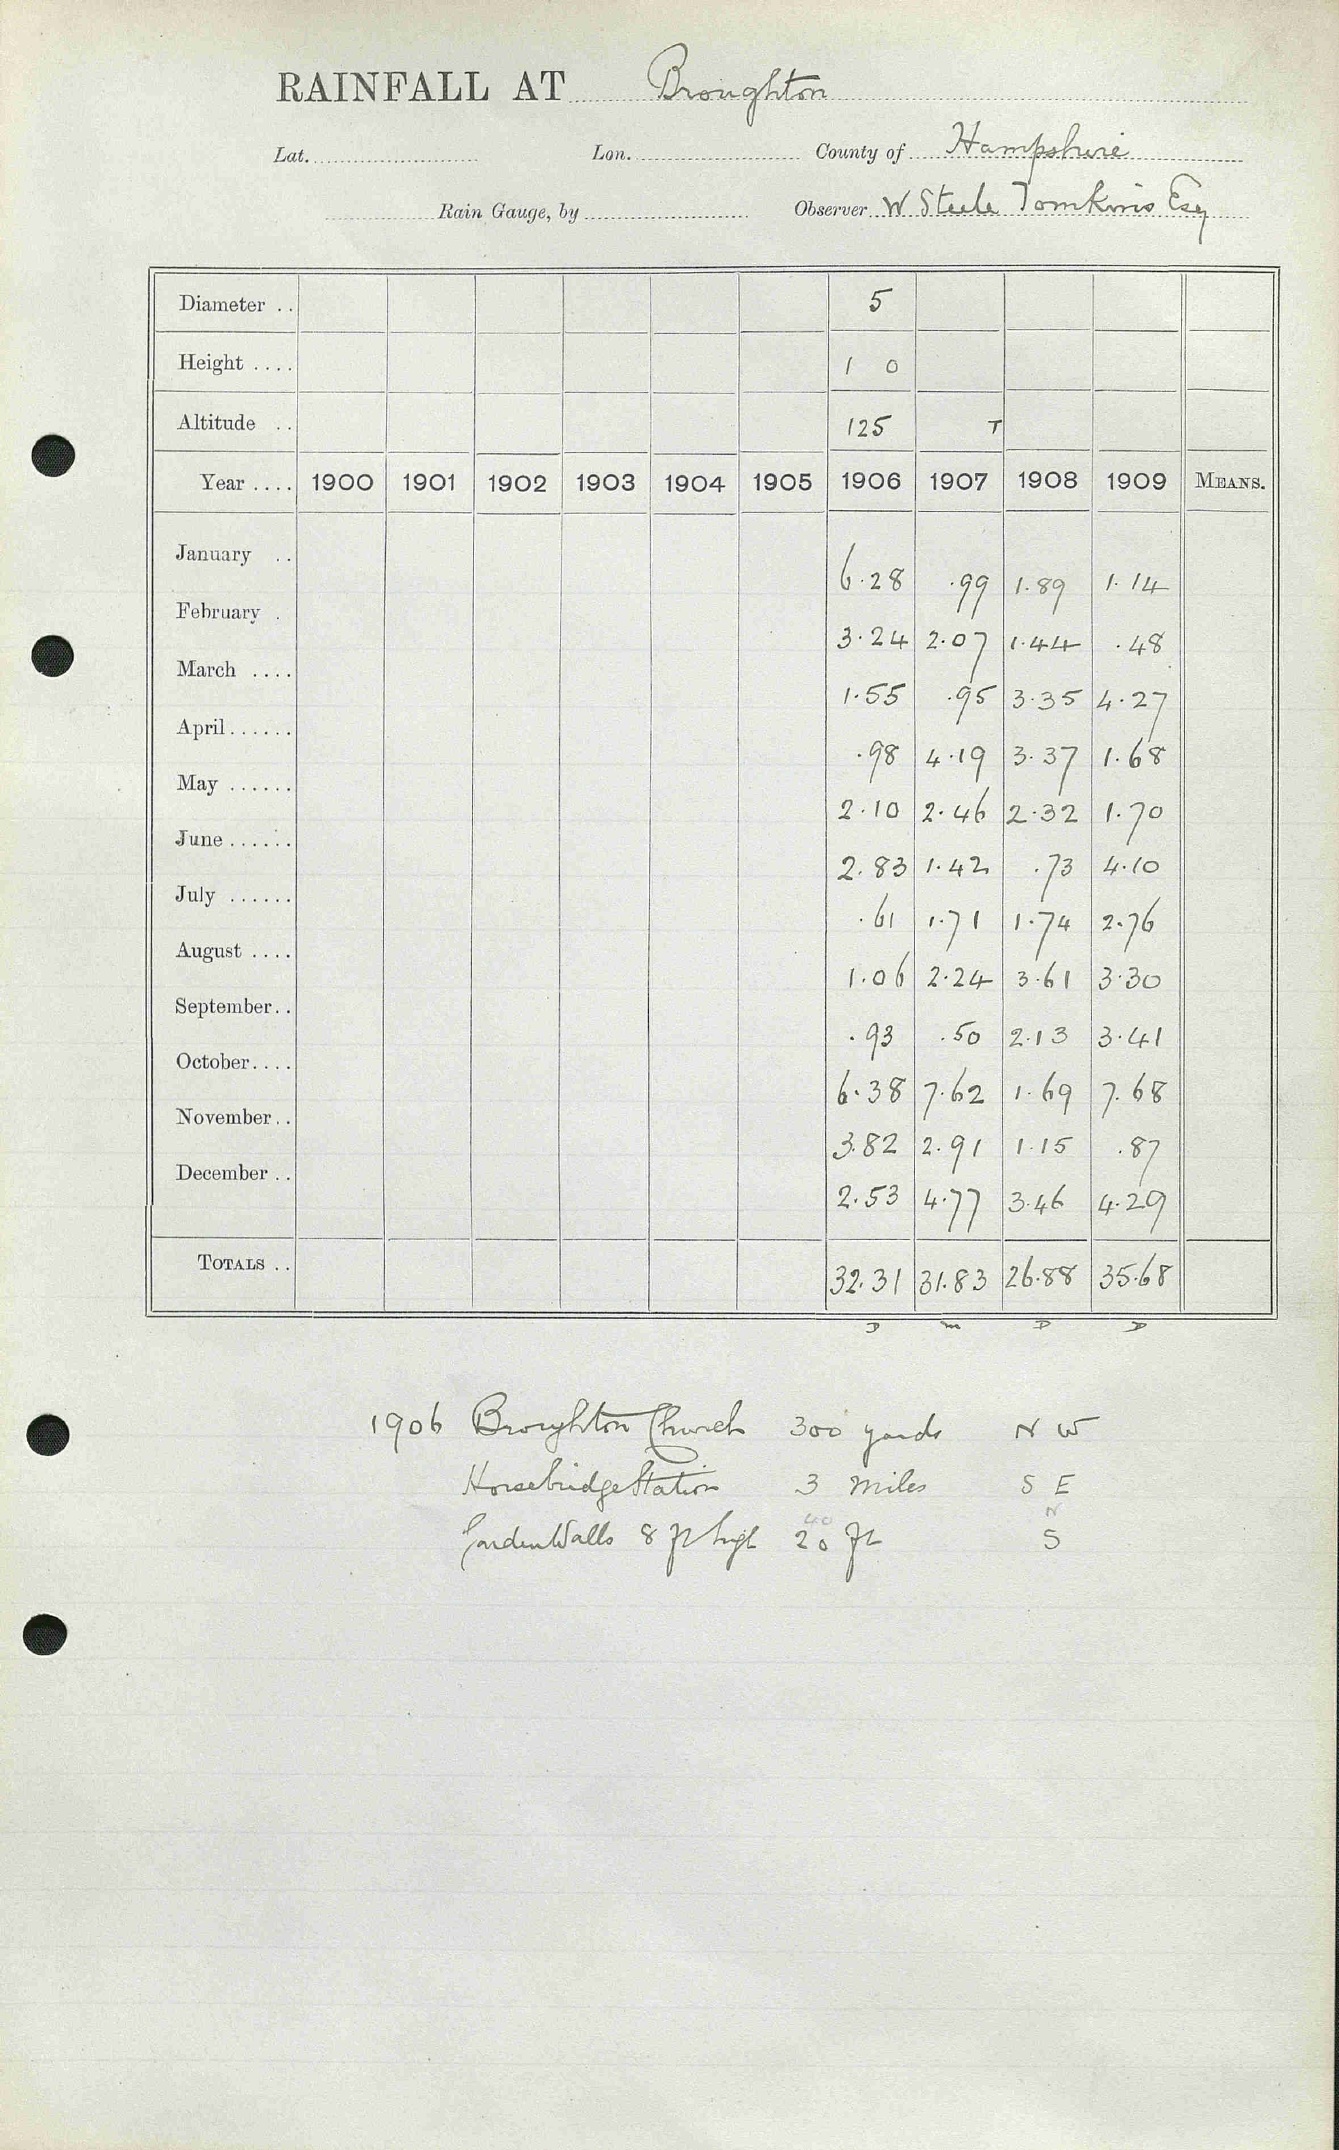 RAINFALL AT Broughton
Lat. Lon. County of Hampshire
Rain Gauge, by Observer W Steele Tomkins Esq
Diameter .. 5
Height .... 1 0
Altitude .. 125 T
Year .... 1900 1901 1902 1903 1904 1905 1906 1907 1908 1909 MEANS.
January .. 6.28 .99 1.89 1.14
February . 3.24 2.07 1.44 .48
March .... 1.55 .95 3.35 4.27
April...... .98 4.19 3.37 1.68
May ...... 2.10 2.46 2.32 1.70
June...... 2.83 1.42 .73 4.10
July ...... .61 1.71 1.74 2.76
August .... 1.06 2.24 3.61 3.30
September.. .93 .50 2.13 3.41
October.... 6.38 7.62 1.69 7.68
November.. 3.82 2.91 1.15 .87
December.. 2.53 4.77 3.46 4.29
TOTALS .. 32.31 31.83 26.88 35.68
D m D D
1906 Broughton Church 300 yards N W
Horsebridge Station 3 miles S E
40 N
Garden Walls 8 ft high 20 ft S